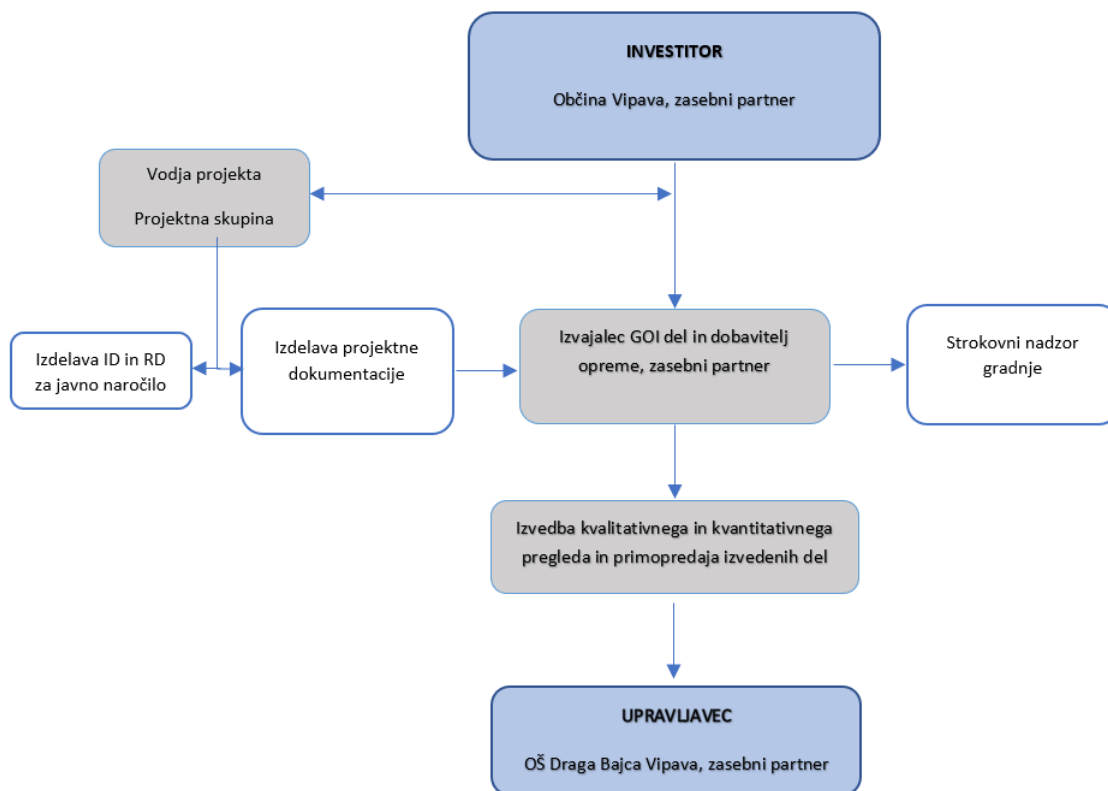 INVESTITOR
Občina Vipava, zasebni partner
Vodja projekta
Projektna skupina
Izdelava ID in RD
za javno naročilo
Izdelava projektne
dokumentacije
Izvajalec GOI del in dobavitelj
opreme, zasebni partner
Strokovni nadzor
gradnje
Izvedba kvalitativnega in kvantitativnega
pregleda in primopredaja izvedenih del
UPRAVLJAVEC
OŠ Draga Bajca Vipava, zasebni partner